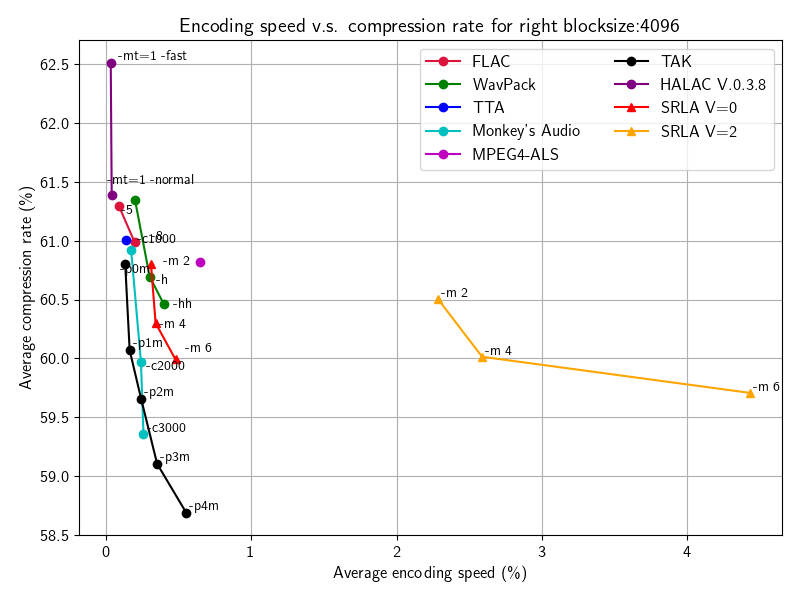 Encoding speed v.s. compression rate for right blocksize:4096
FLAC
WavPack
TTA
Monkey's Audio
MPEG4-ALS
TAK
HALAC V.0.3.8
SRLA V=0
SRLA V=2
-mt=1 -fast
-mt=1 -normal
-5
-8
-c1000
-m 2
-p0m
-h
-hh
-m 4
-p1m
-m 6
-c2000
-p2m
-c3000
-p3m
-p4m
-m 2
-m 4
-m 6
62.5
62.0
61.5
61.0
60.5
60.0
59.5
59.0
58.5
Average compression rate (%)
0 1 2 3 4
Average encoding speed (%)